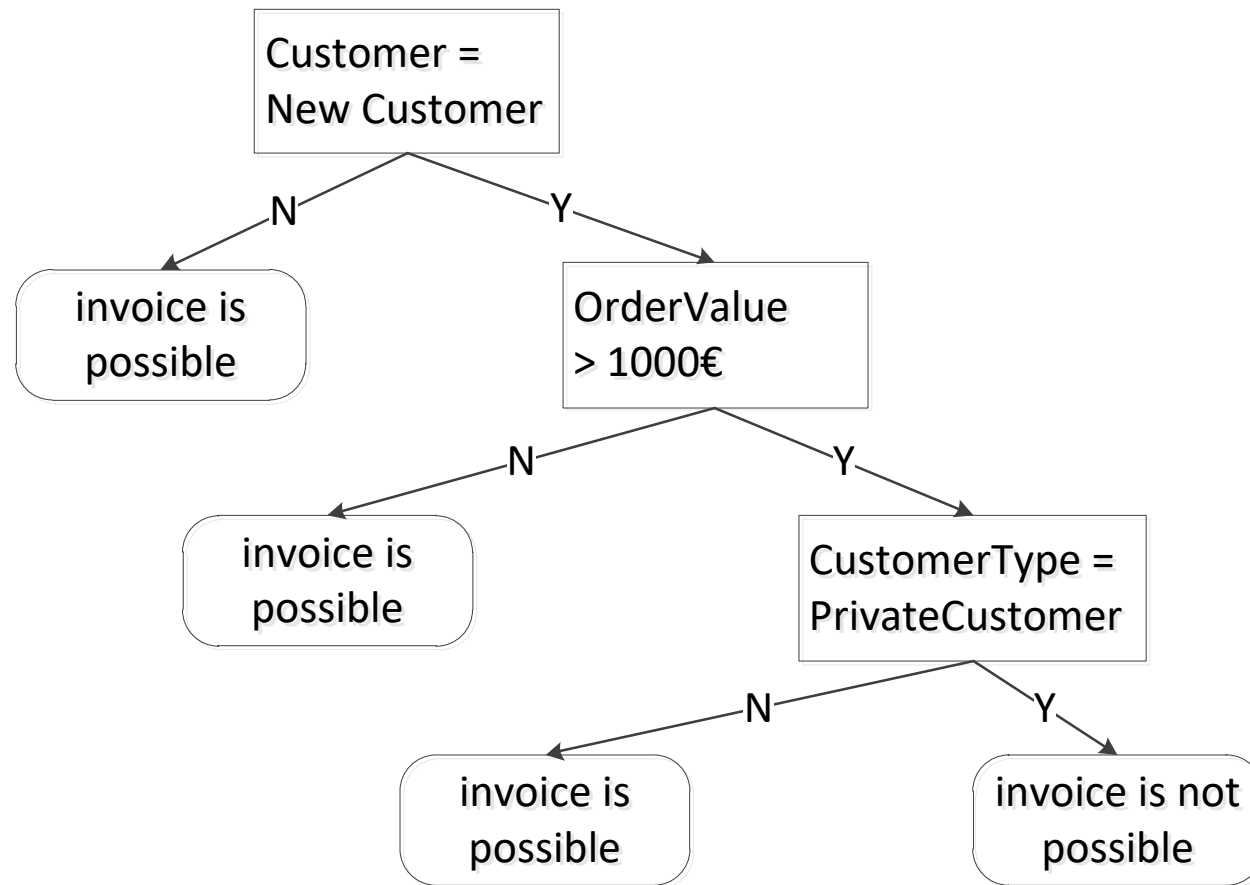 Customer =
New Customer
N
Y
invoice is
possible
OrderValue
> 1000€
N
Y
invoice is
possible
CustomerType =
PrivateCustomer
N
Y
invoice is
possible
invoice is not
possible